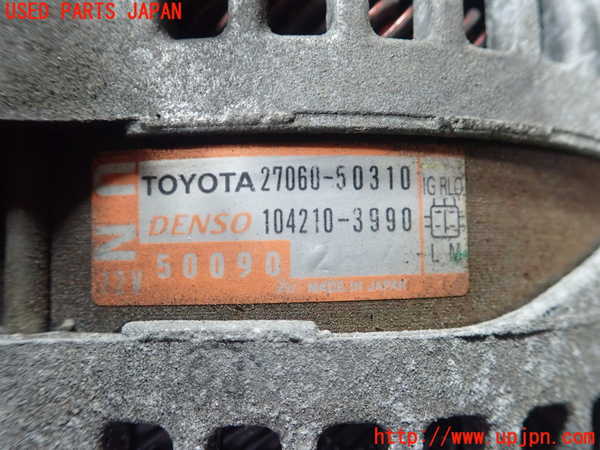 USED PARTS JAPAN
TOYOTA 27060-50310
DENSO 104210-3990
12V 50090
MADE IN JAPAN
IG RLO
L M
http://www.upjpn.com/